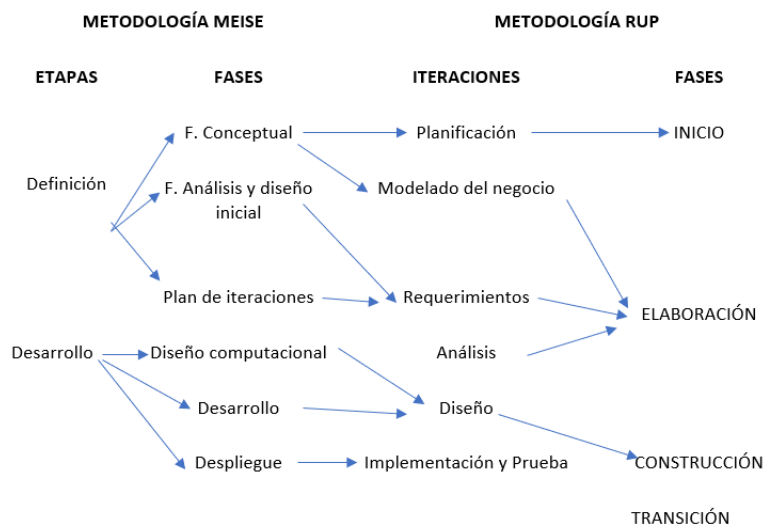 METODOLOGÍA MEISE METODOLOGÍA RUP
ETAPAS FASES ITERACIONES FASES
F. Conceptual Planificación INICIO
Definición F. Análisis y diseño Modelado del negocio
inicial
Plan de iteraciones Requerimientos
ELABORACIÓN
Desarrollo Diseño computacional Análisis
Desarrollo Diseño
Despliegue Implementación y Prueba CONSTRUCCIÓN
TRANSICIÓN